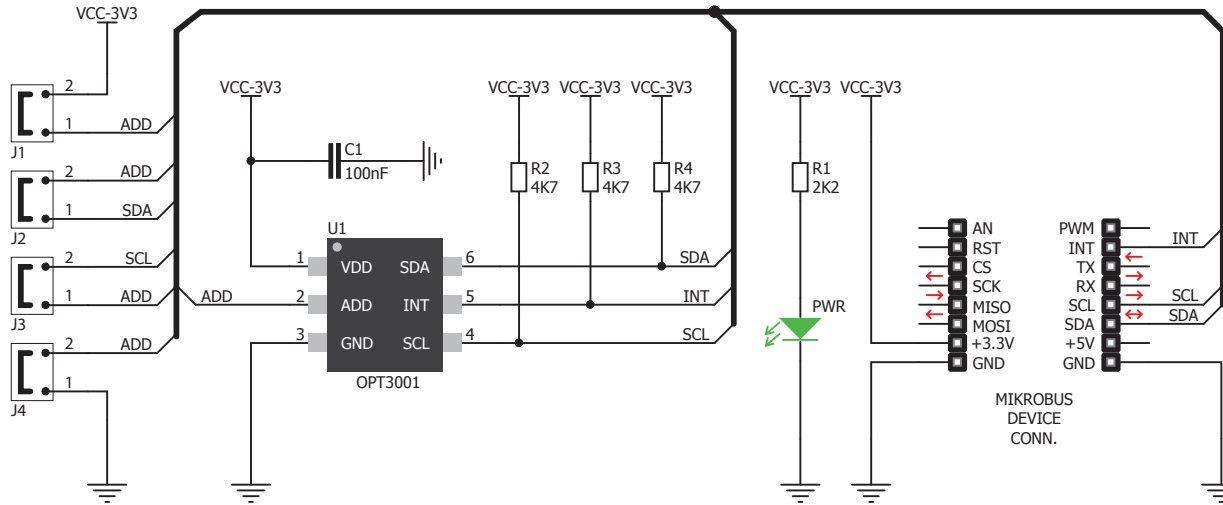 VCC-3V3
2
1
ADD
J1
2
ADD
1
SDA
J2
2
SCL
1
ADD
J3
2
ADD
1
J4
VCC-3V3
C1
100nF
ADD
U1
1
VDD
2
ADD
3
GND
SDA
6
INT
5
SCL
4
OPT3001
SDA
INT
SCL
VCC-3V3
VCC-3V3
VCC-3V3
R2
4K7
R3
4K7
R4
4K7
VCC-3V3
VCC-3V3
R1
2K2
PWR
AN
RST
CS
SCK
MISO
MOSI
+3.3V
GND
PWM
INT
TX
RX
SCL
SDA
+5V
GND
INT
SCL
SDA
MIKROBUS
DEVICE
CONN.